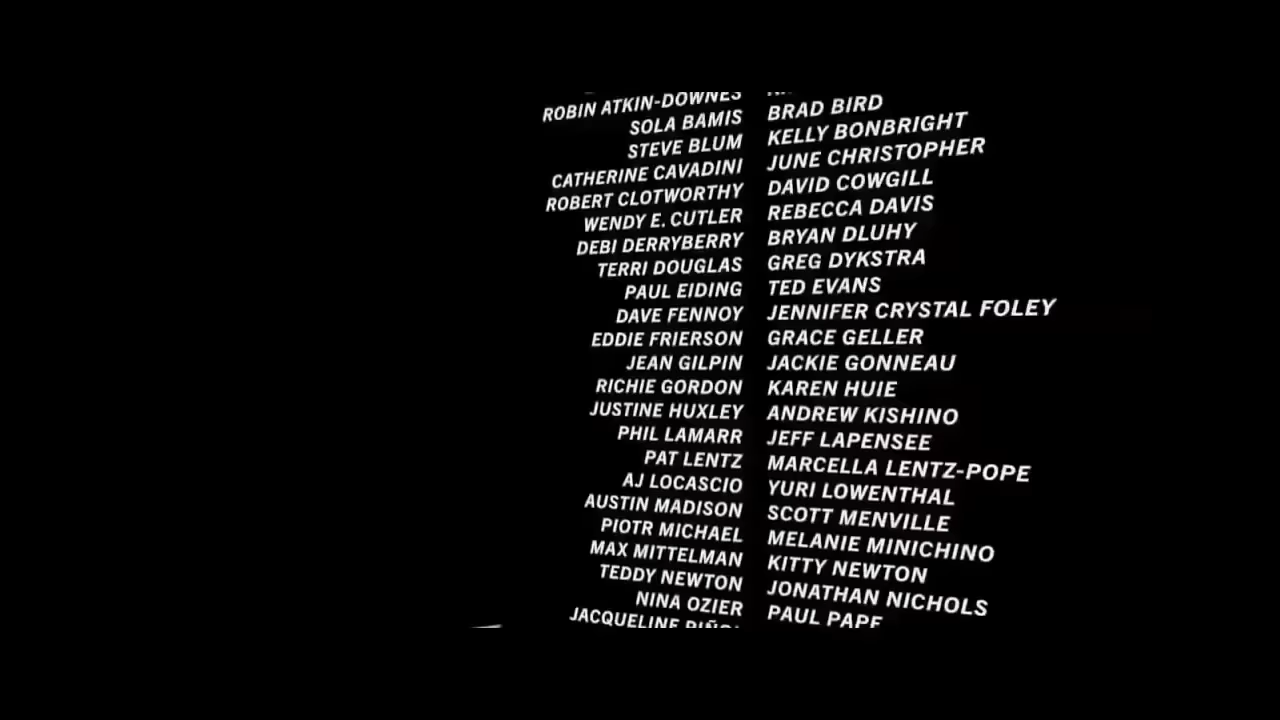 ROBIN ATKIN-DOWNES
SOLA BAMIS BRAD BIRD
STEVE BLUM KELLY BONBRIGHT
CATHERINE CAVADINI JUNE CHRISTOPHER
ROBERT CLOTWORTHY DAVID COWGILL
WENDY E. CUTLER REBECCA DAVIS
DEBI DERRYBERRY BRYAN DLUHY
TERRI DOUGLAS GREG DYKSTRA
PAUL EIDING TED EVANS
DAVE FENNOY JENNIFER CRYSTAL FOLEY
EDDIE FRIERSON GRACE GELLER
JEAN GILPIN JACKIE GONNEAU
RICHIE GORDON KAREN HUIE
JUSTINE HUXLEY ANDREW KISHINO
PHIL LAMARR JEFF LAPENSEE
PAT LENTZ MARCELLA LENTZ-POPE
AJ LOCASCIO YURI LOWENTHAL
AUSTIN MADISON SCOTT MENVILLE
PIOTR MICHAEL MELANIE MINICHINO
MAX MITTELMAN KITTY NEWTON
TEDDY NEWTON JONATHAN NICHOLS
NINA OZIER PAUL PAPE
JACQUELINE